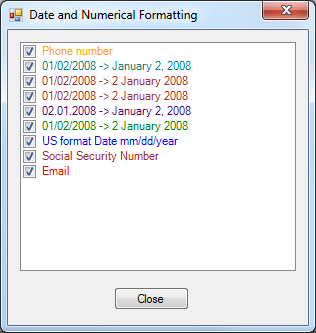 Date and Numerical Formatting
Phone number
01/02/2008 -> January 2, 2008
01/02/2008 -> 2 January 2008
01/02/2008 -> 2 January 2008
02.01.2008 -> January 2, 2008
01/02/2008 -> 2 January 2008
US format Date mm/dd/year
Social Security Number
Email
Close